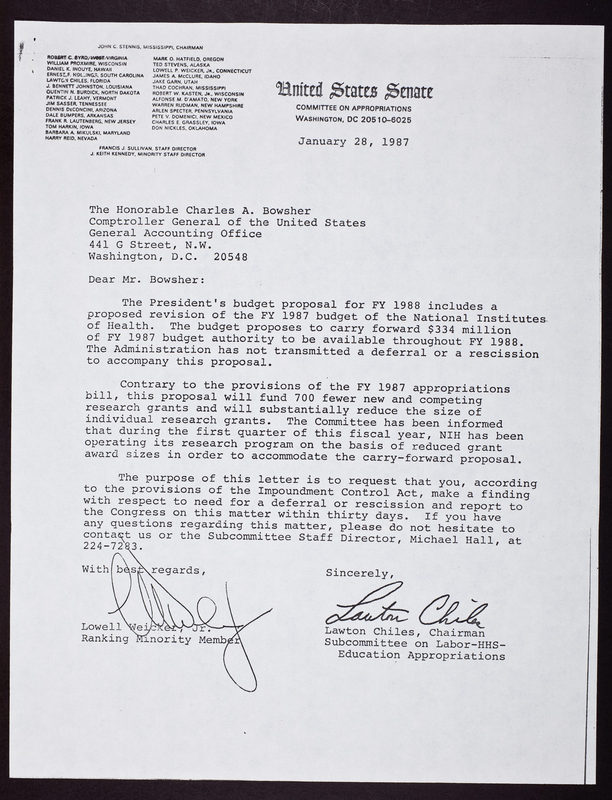 JOHN C. STENNIS, MISSISSIPPI, CHAIRMAN
ROBERT C. BYRD, WEST VIRGINIA
WILLIAM PROXMIRE, WISCONSIN
DANIEL K. INOUYE, HAWAII
ERNEST F. HOLLINGS, SOUTH CAROLINA
LAWTON CHILES, FLORIDA
J. BENNETT JOHNSTON, LOUISIANA
QUENTIN N. BURDICK, NORTH DAKOTA
PATRICK J. LEAHY, VERMONT
JIM SASSER, TENNESSEE
DENNIS DeCONCINI, ARIZONA
DALE BUMPERS, ARKANSAS
FRANK R. LAUTENBERG, NEW JERSEY
TOM HARKIN, IOWA
BARBARA A. MIKULSKI, MARYLAND
HARRY REID, NEVADA
MARK O. HATFIELD, OREGON
TED STEVENS, ALASKA
LOWELL P. WEICKER, JR., CONNECTICUT
JAMES A. McCLURE, IDAHO
JAKE GARN, UTAH
THAD COCHRAN, MISSISSIPPI
ROBERT W. KASTEN, JR., WISCONSIN
ALFONSE M. D'AMATO, NEW YORK
WARREN RUDMAN, NEW HAMPSHIRE
ARLEN SPECTER, PENNSYLVANIA
PETE V. DOMENICI, NEW MEXICO
CHARLES E. GRASSLEY, IOWA
DON NICKLES, OKLAHOMA
FRANCIS J. SULLIVAN, STAFF DIRECTOR
J. KEITH KENNEDY, MINORITY STAFF DIRECTOR
United States Senate
COMMITTEE ON APPROPRIATIONS
WASHINGTON, DC 20510-6025
January 28, 1987
The Honorable Charles A. Bowsher
Comptroller General of the United States
General Accounting Office
441 G Street, N.W.
Washington, D.C. 20548
Dear Mr. Bowsher:
The President's budget proposal for FY 1988 includes a
proposed revision of the FY 1987 budget of the National Institutes
of Health. The budget proposes to carry forward $334 million
of FY 1987 budget authority to be available throughout FY 1988.
The Administration has not transmitted a deferral or a rescission
to accompany this proposal.
Contrary to the provisions of the FY 1987 appropriations
bill, this proposal will fund 700 fewer new and competing
research grants and will substantially reduce the size of
individual research grants. The Committee has been informed
that during the first quarter of this fiscal year, NIH has been
operating its research program on the basis of reduced grant
award sizes in order to accommodate the carry-forward proposal.
The purpose of this letter is to request that you, according
to the provisions of the Impoundment Control Act, make a finding
with respect to need for a deferral or rescission and report to
the Congress on this matter within thirty days. If you have
any questions regarding this matter, please do not hesitate to
contact us or the Subcommittee Staff Director, Michael Hall, at
224-7283.
With best regards,
Lowell Weicker, Jr.
Ranking Minority Member
Sincerely,
Lawton Chiles
Lawton Chiles, Chairman
Subcommittee on Labor-HHS-
Education Appropriations